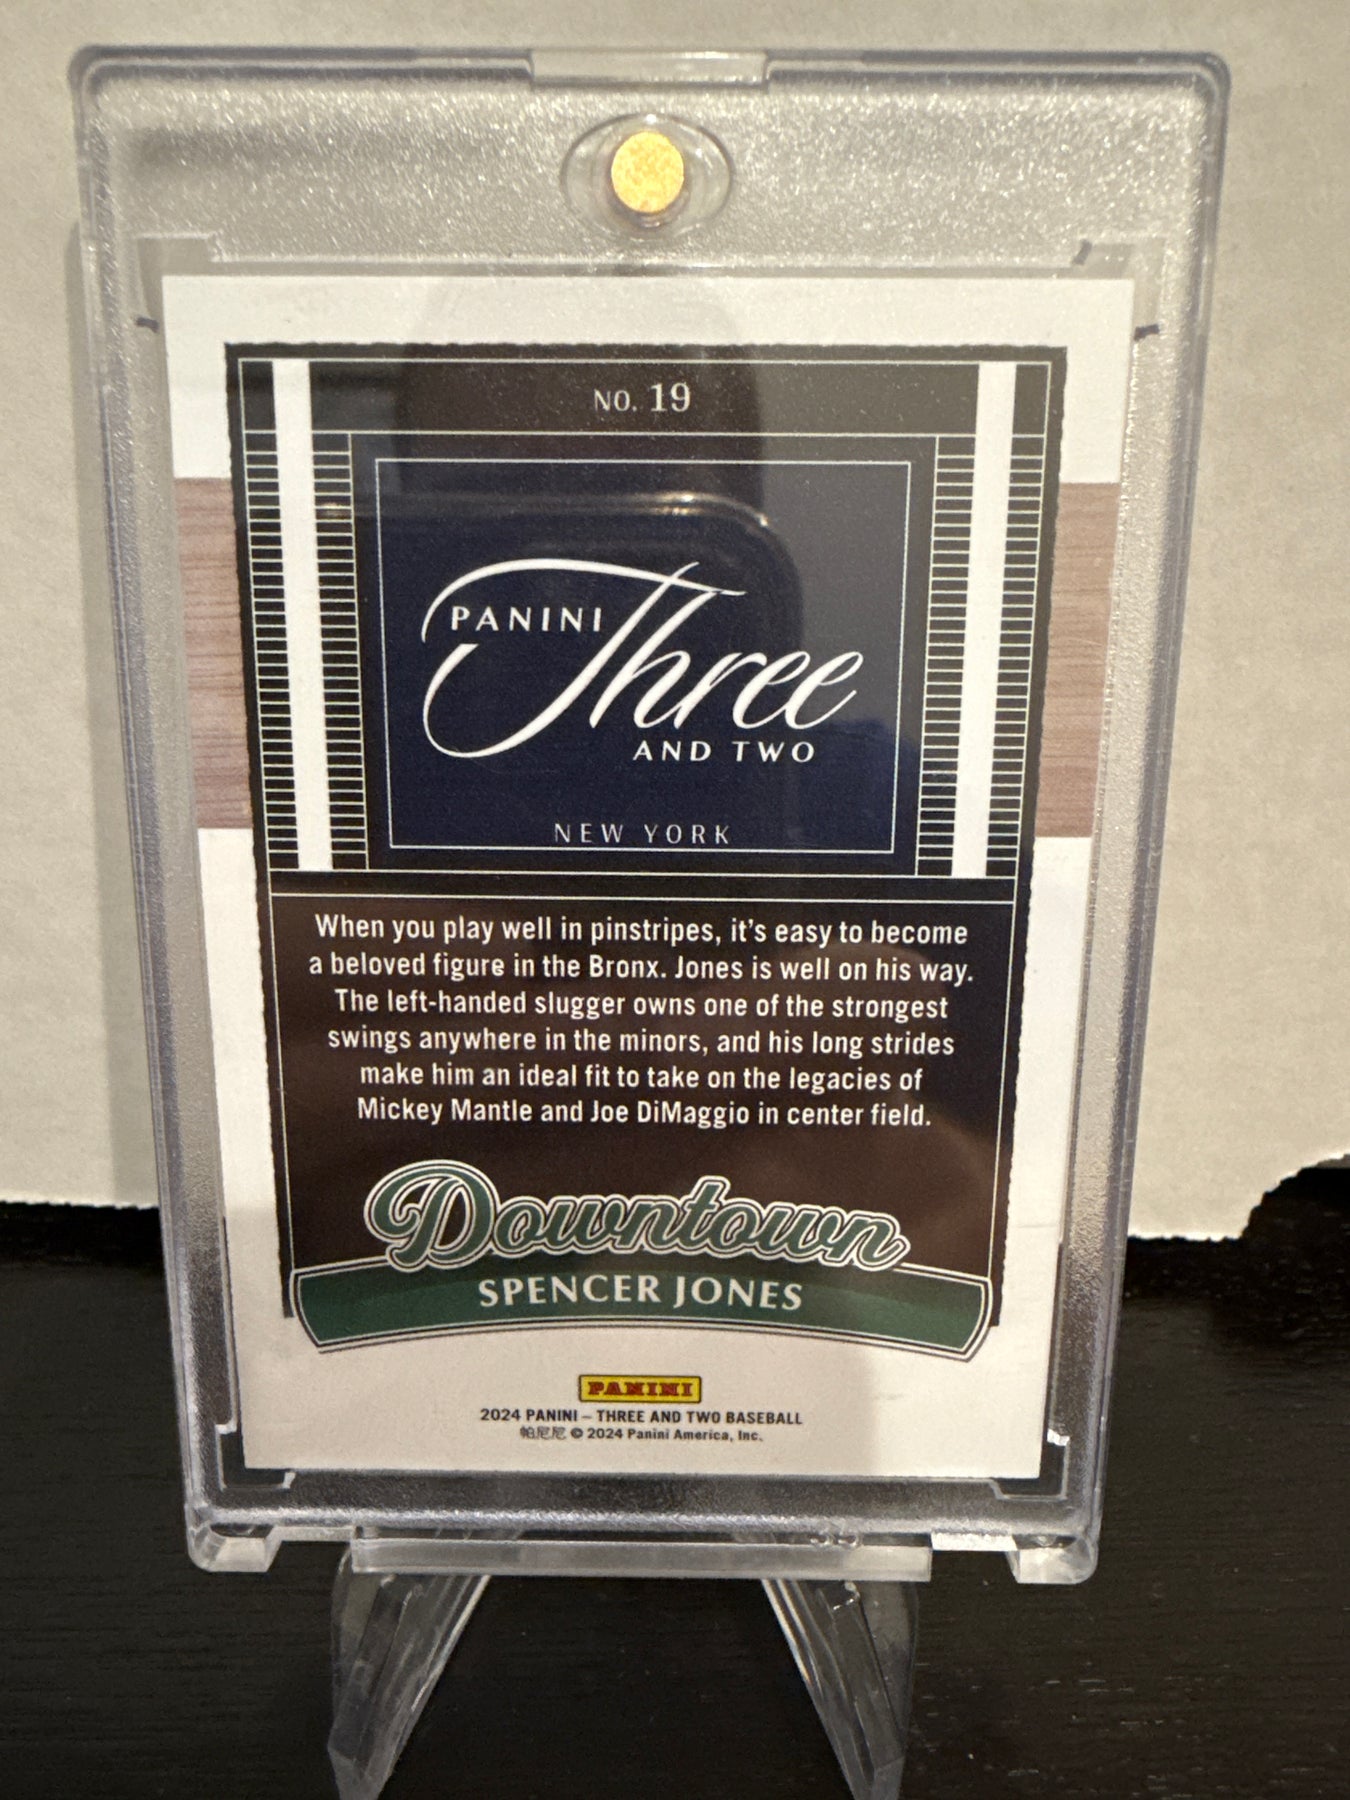 NO. 19
PANINI
Three
AND TWO
NEW YORK
When you play well in pinstripes, it's easy to become
a beloved figure in the Bronx. Jones is well on his way.
The left-handed slugger owns one of the strongest
swings anywhere in the minors, and his long strides
make him an ideal fit to take on the legacies of
Mickey Mantle and Joe DiMaggio in center field.
Downtown
SPENCER JONES
PANINI
2024 PANINI – THREE AND TWO BASEBALL
帕尼尼 © 2024 Panini America, Inc.